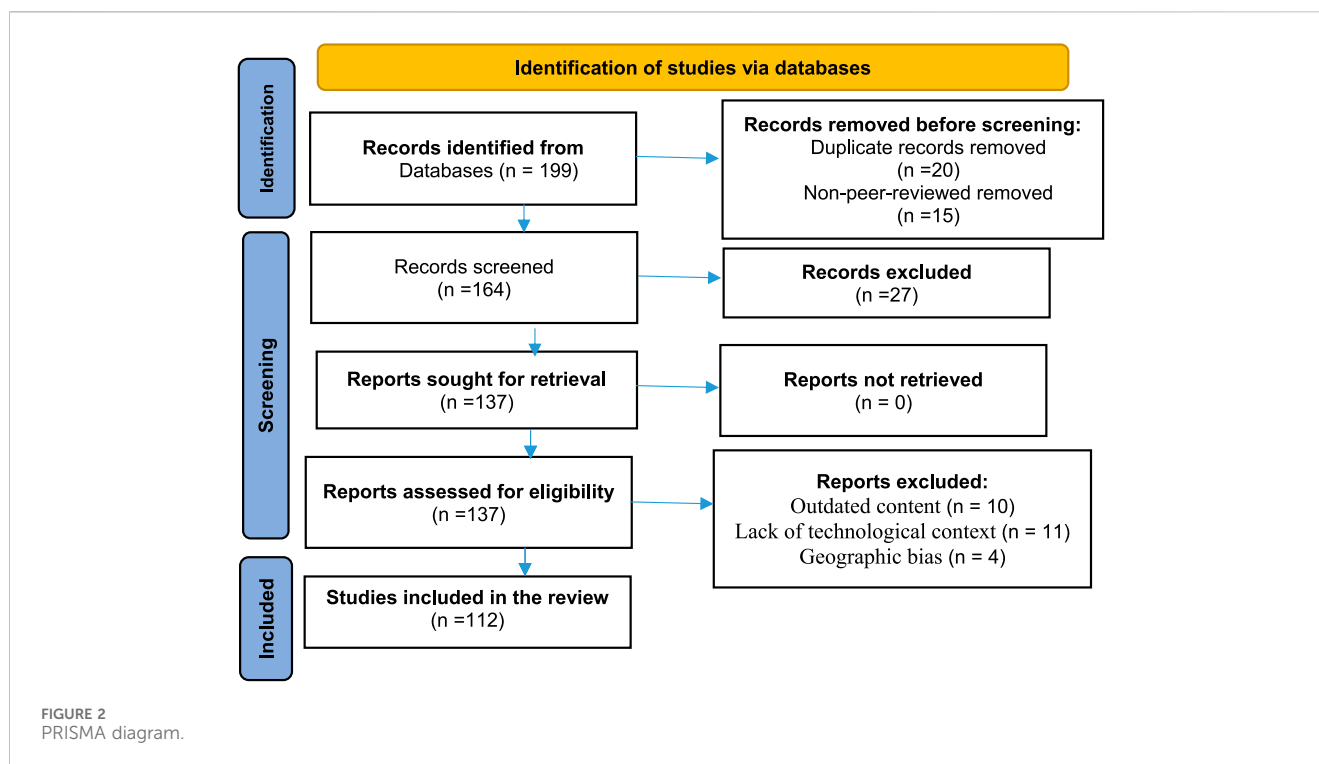 Identification of studies via databases
Identification
Records identified from
Databases (n = 199)
Records removed before screening:
Duplicate records removed
(n =20)
Non-peer-reviewed removed
(n =15)
Screening
Records screened
(n =164)
Records excluded
(n =27)
Reports sought for retrieval
(n =137)
Reports not retrieved
(n = 0)
Reports assessed for eligibility
(n =137)
Reports excluded:
Outdated content (n = 10)
Lack of technological context (n = 11)
Geographic bias (n = 4)
Included
Studies included in the review
(n =112)
FIGURE 2
PRISMA diagram.